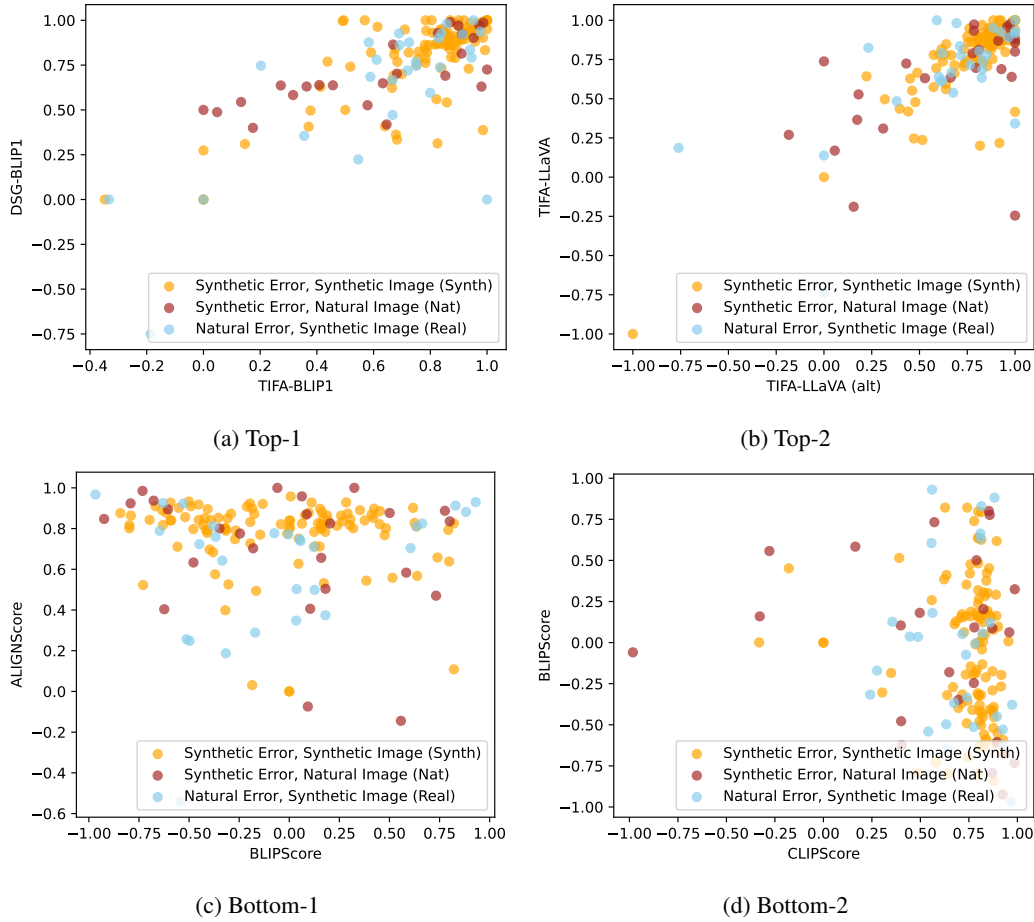 1.00
0.75
0.50
0.25
0.00
−0.25
−0.50
−0.75
DSG-BLIP1
−0.4 −0.2 0.0 0.2 0.4 0.6 0.8 1.0
TIFA-BLIP1
Synthetic Error, Synthetic Image (Synth)
Synthetic Error, Natural Image (Nat)
Natural Error, Synthetic Image (Real)
(a) Top-1
1.00
0.75
0.50
0.25
0.00
−0.25
−0.50
−0.75
−1.00
TIFA-LLaVA
−1.00 −0.75 −0.50 −0.25 0.00 0.25 0.50 0.75 1.00
TIFA-LLaVA (alt)
Synthetic Error, Synthetic Image (Synth)
Synthetic Error, Natural Image (Nat)
Natural Error, Synthetic Image (Real)
(b) Top-2
1.0
0.8
0.6
0.4
0.2
0.0
−0.2
−0.4
−0.6
ALIGNScore
−1.00 −0.75 −0.50 −0.25 0.00 0.25 0.50 0.75 1.00
BLIPScore
Synthetic Error, Synthetic Image (Synth)
Synthetic Error, Natural Image (Nat)
Natural Error, Synthetic Image (Real)
(c) Bottom-1
1.00
0.75
0.50
0.25
0.00
−0.25
−0.50
−0.75
−1.00
BLIPScore
−1.00 −0.75 −0.50 −0.25 0.00 0.25 0.50 0.75 1.00
CLIPScore
Synthetic Error, Synthetic Image (Synth)
Synthetic Error, Natural Image (Nat)
Natural Error, Synthetic Image (Real)
(d) Bottom-2